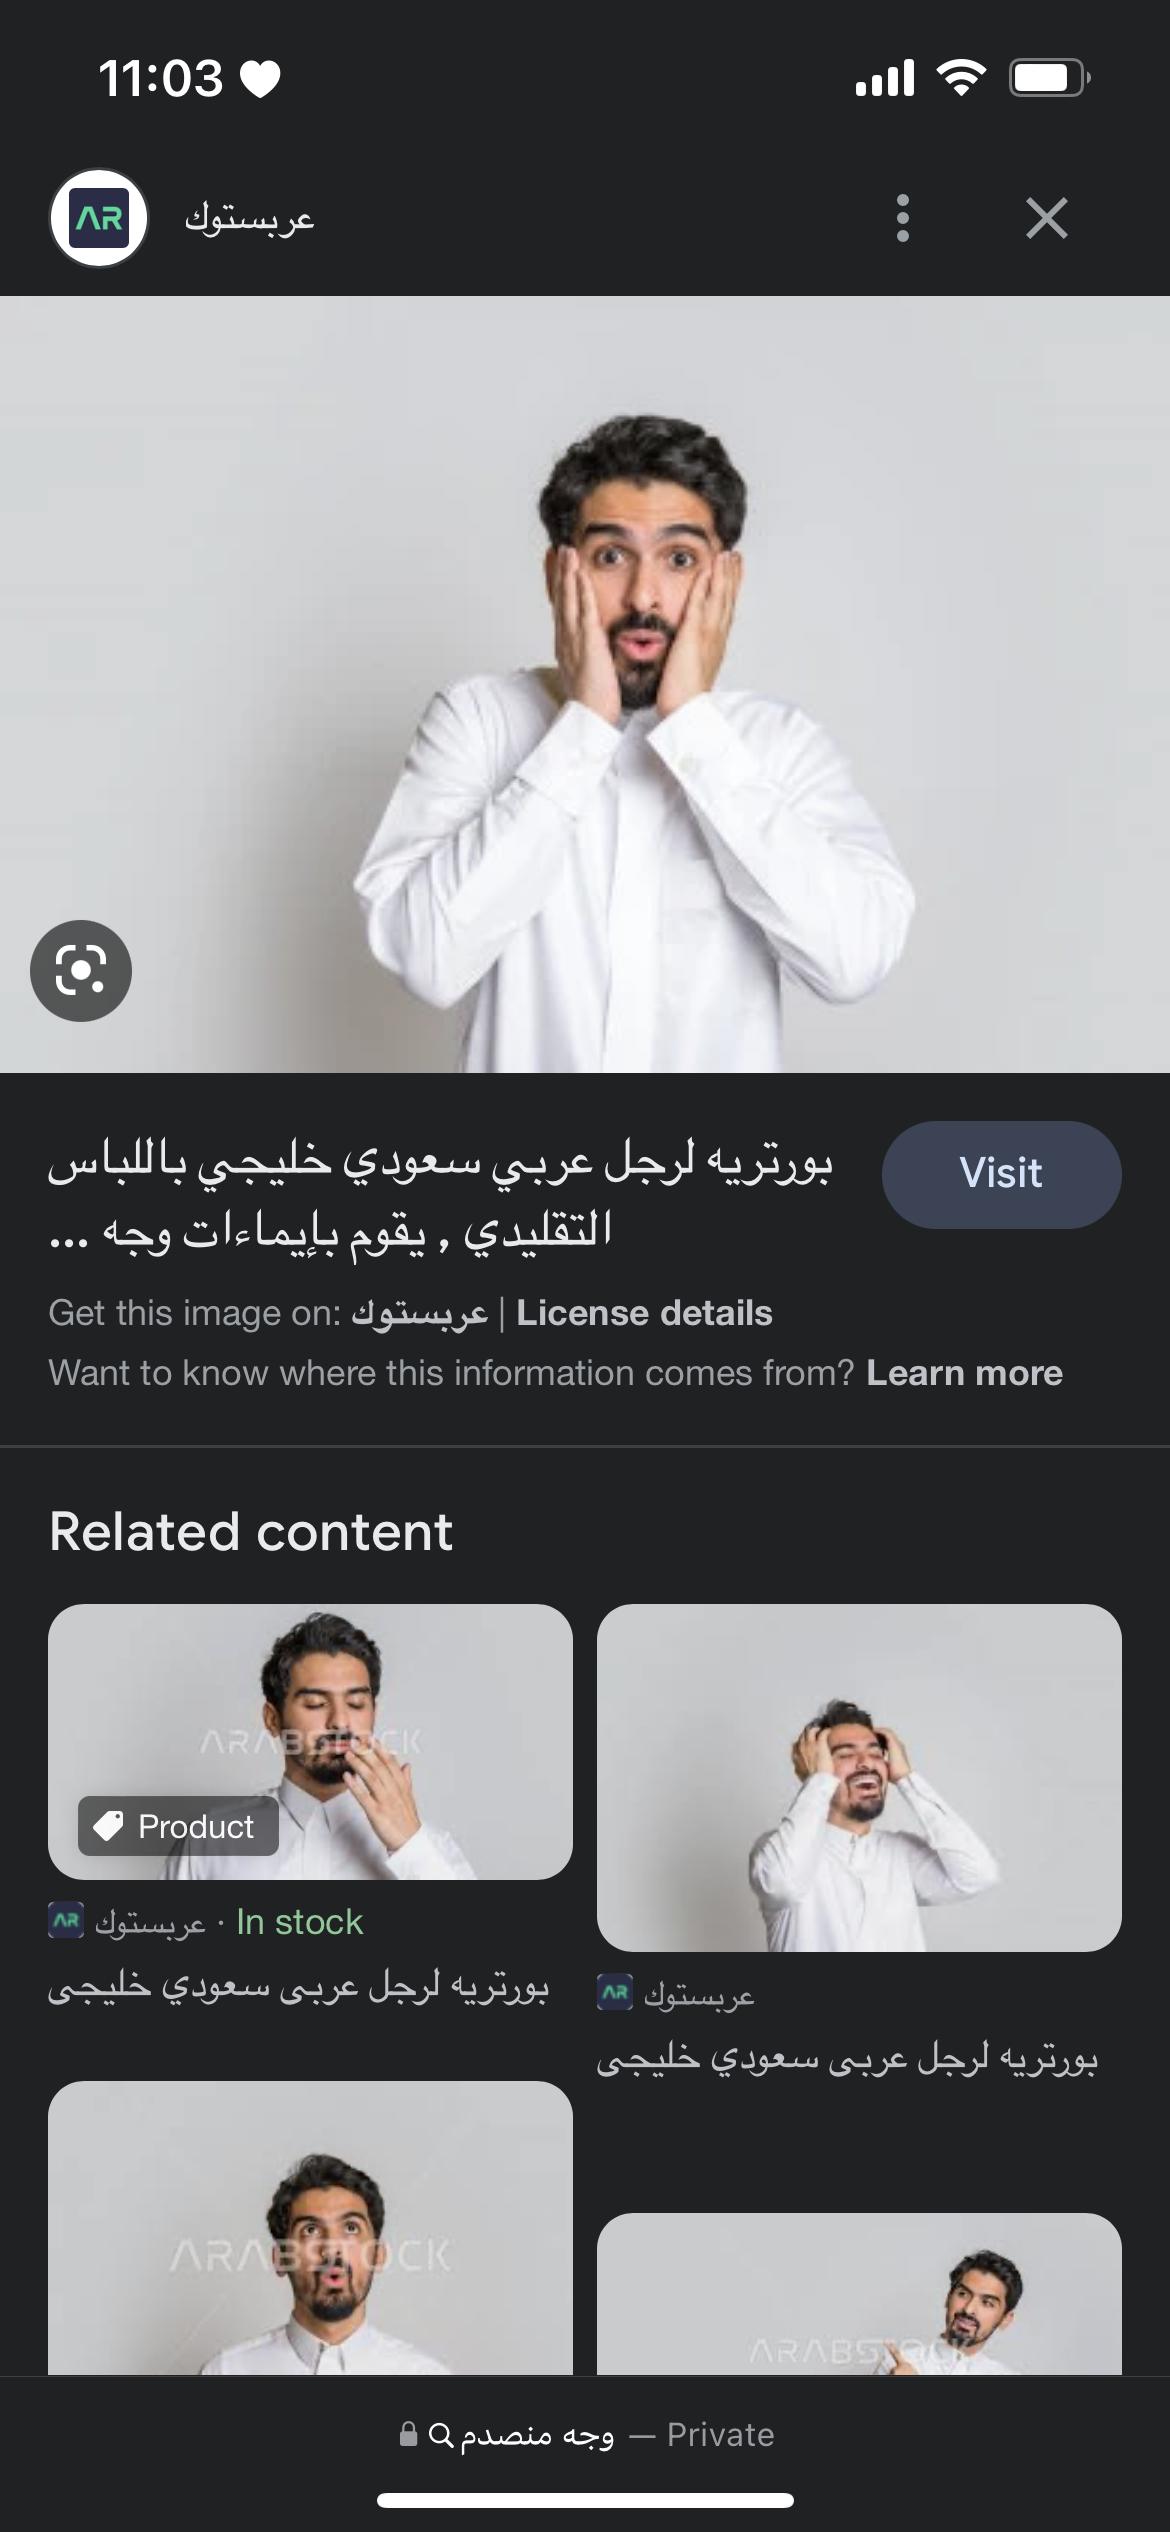 11:03
AR
عربستوك
بورتريه لرجل عربي سعودي خليجي باللباس
التقليدي , يقوم بإيماءات وجه ...
Visit
Get this image on: عربستوك | License details
Want to know where this information comes from? Learn more
Related content
ARABSTOCK
Product
AR عربستوك · In stock
بورتريه لرجل عربى سعودي خليجى
AR عربستوك
بورتريه لرجل عربى سعودي خليجى
ARABSTOCK
ARABSTOCK
وجه منصدم — Private